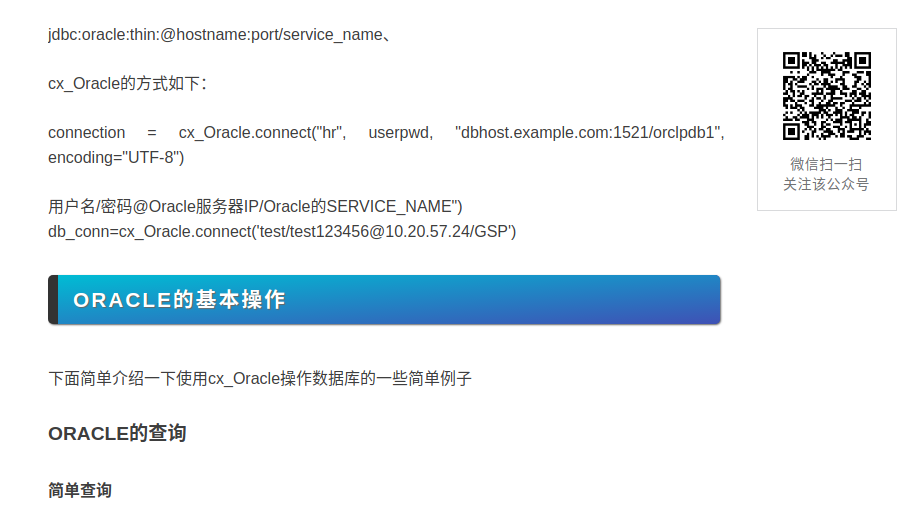 jdbc:oracle:thin:@hostname:port/service_name、
cx_Oracle的方式如下：
connection = cx_Oracle.connect("hr", userpwd, "dbhost.example.com:1521/orclpdb1",
encoding="UTF-8")
用户名/密码@Oracle服务器IP/Oracle的SERVICE_NAME")
db_conn=cx_Oracle.connect('test/test123456@10.20.57.24/GSP')
ORACLE的基本操作
下面简单介绍一下使用cx_Oracle操作数据库的一些简单例子
ORACLE的查询
简单查询
微信扫一扫
关注该公众号